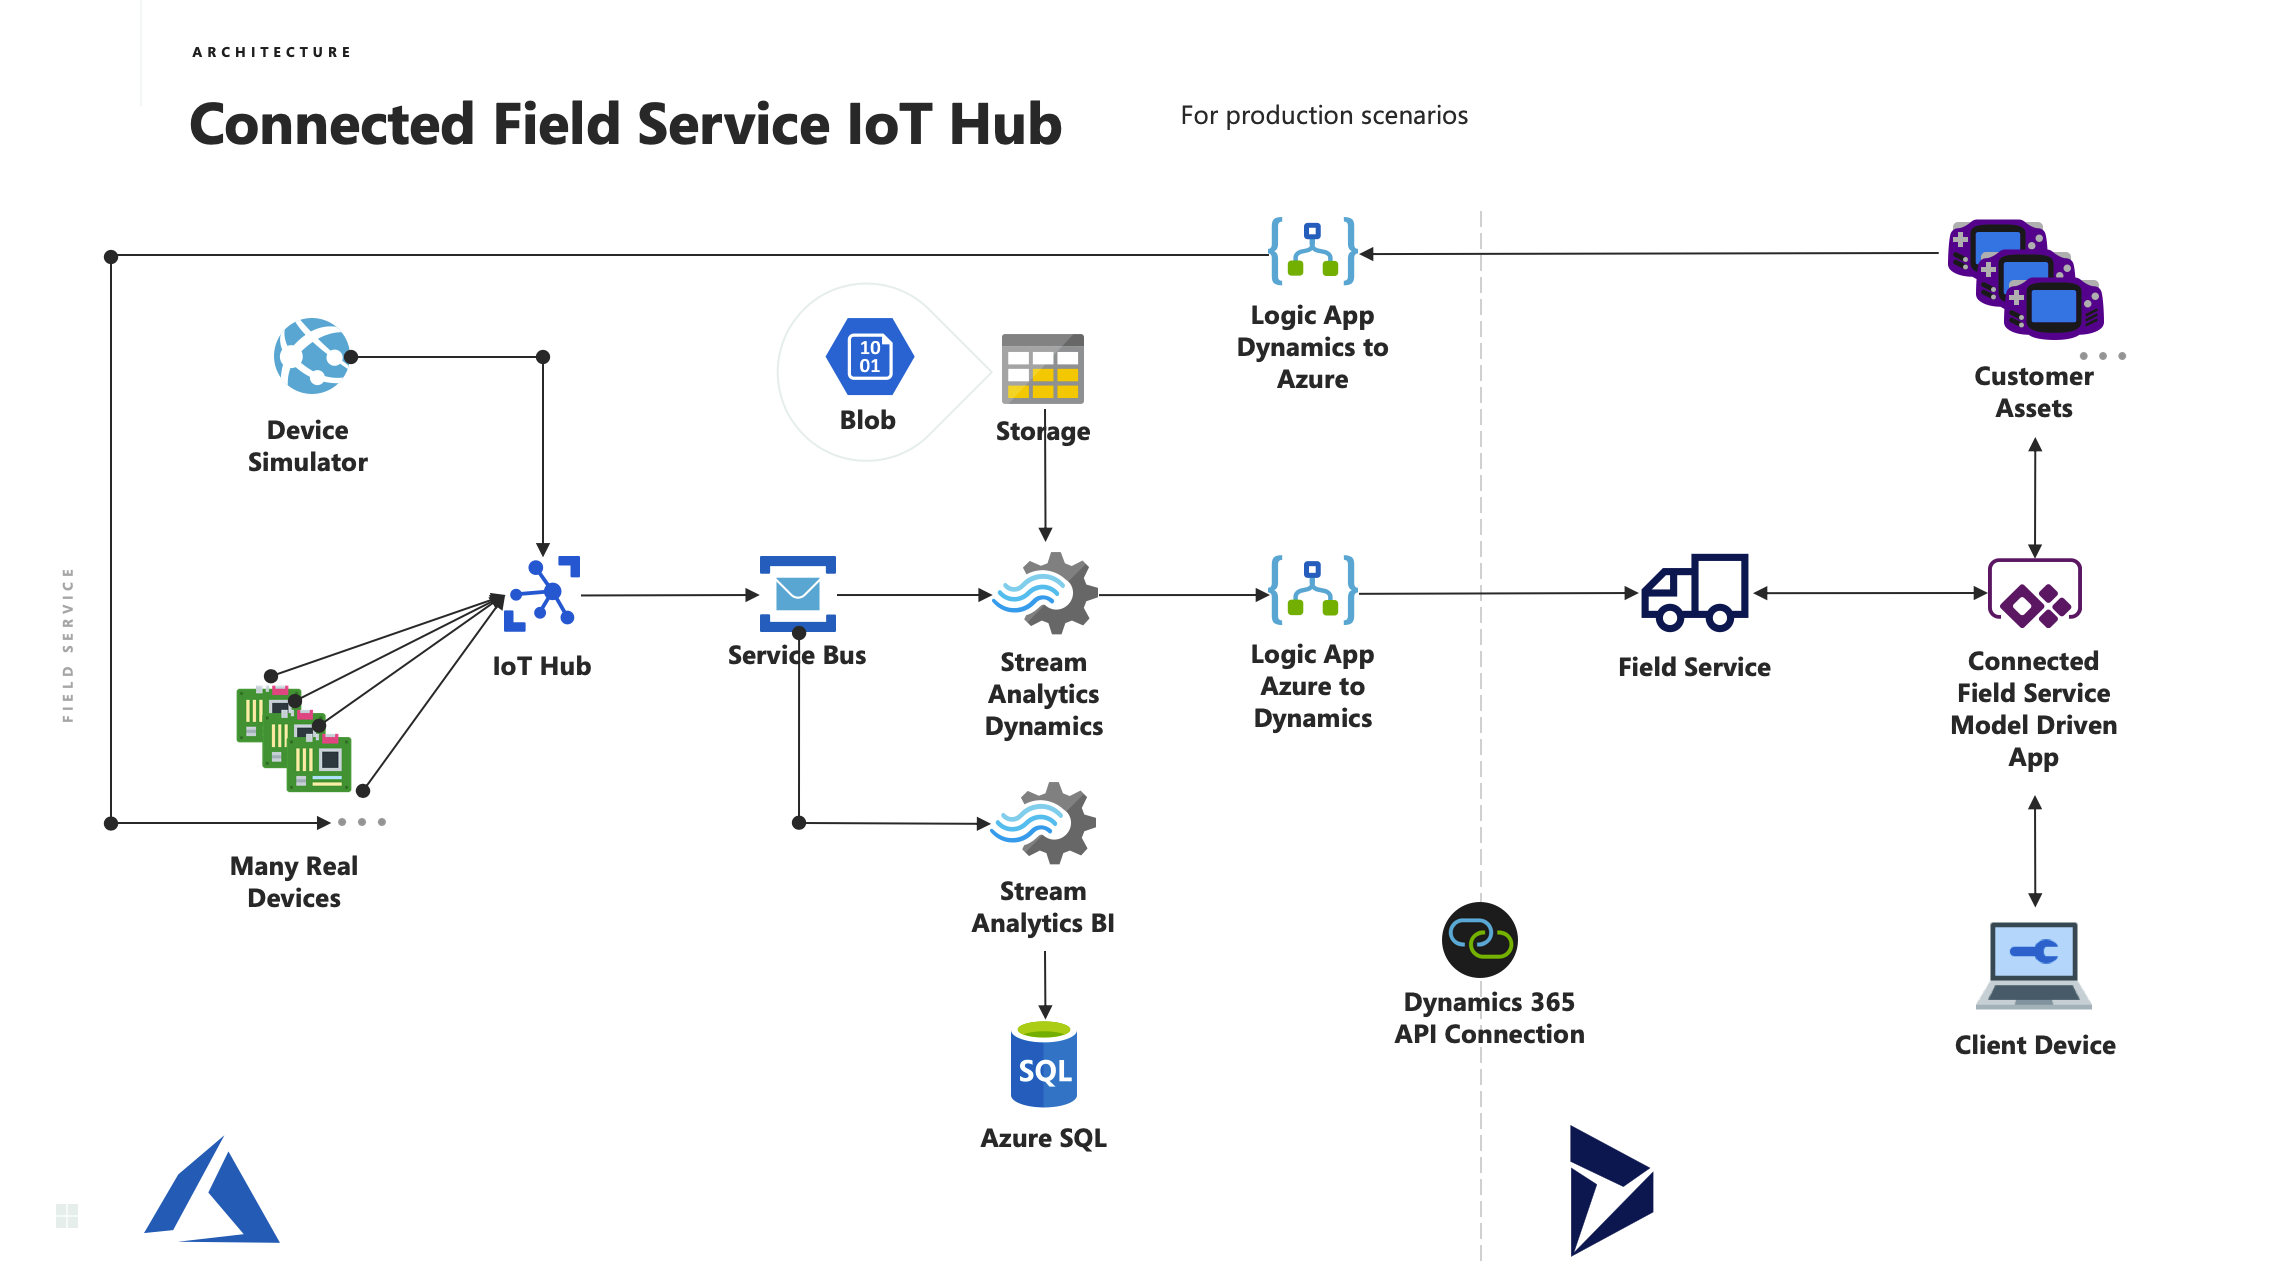 ARCHITECTURE
Connected Field Service IoT Hub
For production scenarios
FIELD SERVICE
Device
Simulator
10
01
Blob
Storage
Logic App
Dynamics to
Azure
Customer
Assets
IoT Hub
Service Bus
Stream
Analytics
Dynamics
Logic App
Azure to
Dynamics
Field Service
Connected
Field Service
Model Driven
App
Many Real
Devices
Stream
Analytics BI
Dynamics 365
API Connection
Client Device
SQL
Azure SQL